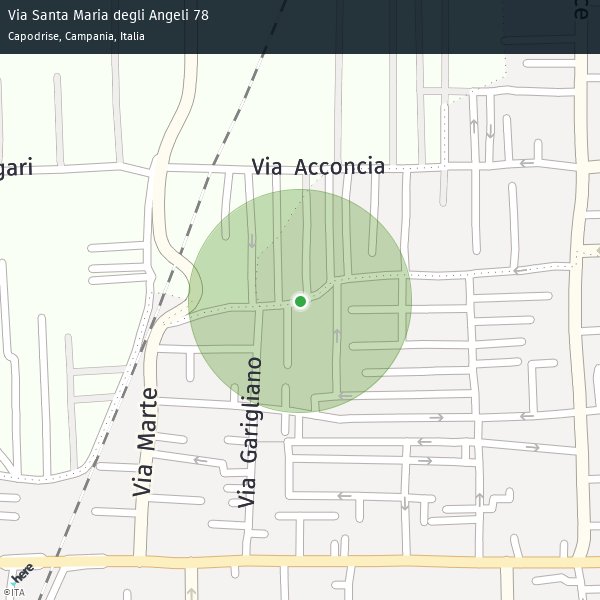 Via Santa Maria degli Angeli 78
Capodrise, Campania, Italia
ce
Via Acconcia
gari
Via Marte
Via Garigliano
here
©ITA